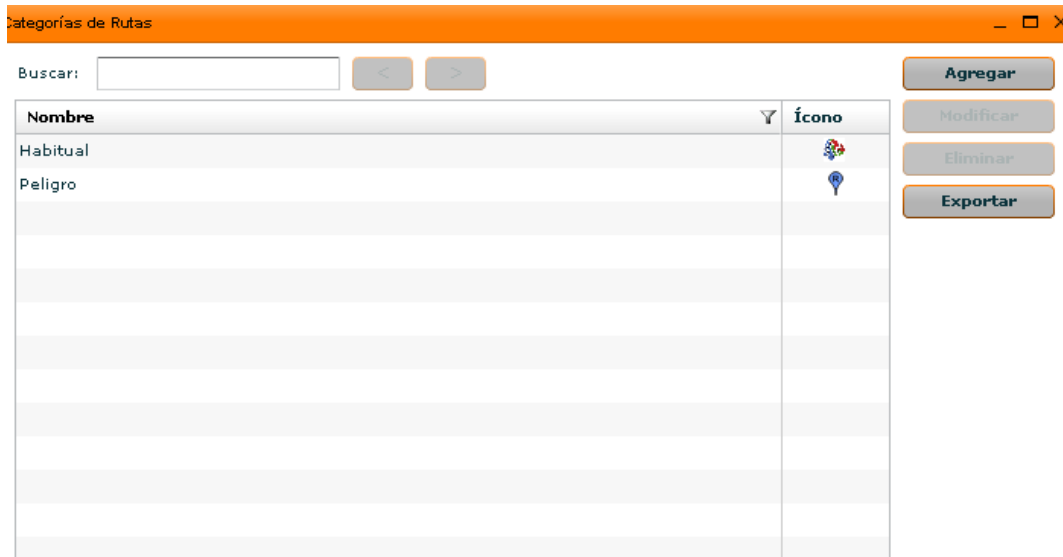 Categorías de Rutas
Buscar: < > Agregar
Nombre Ícono Modificar
Habitual Eliminar
Peligro R Exportar